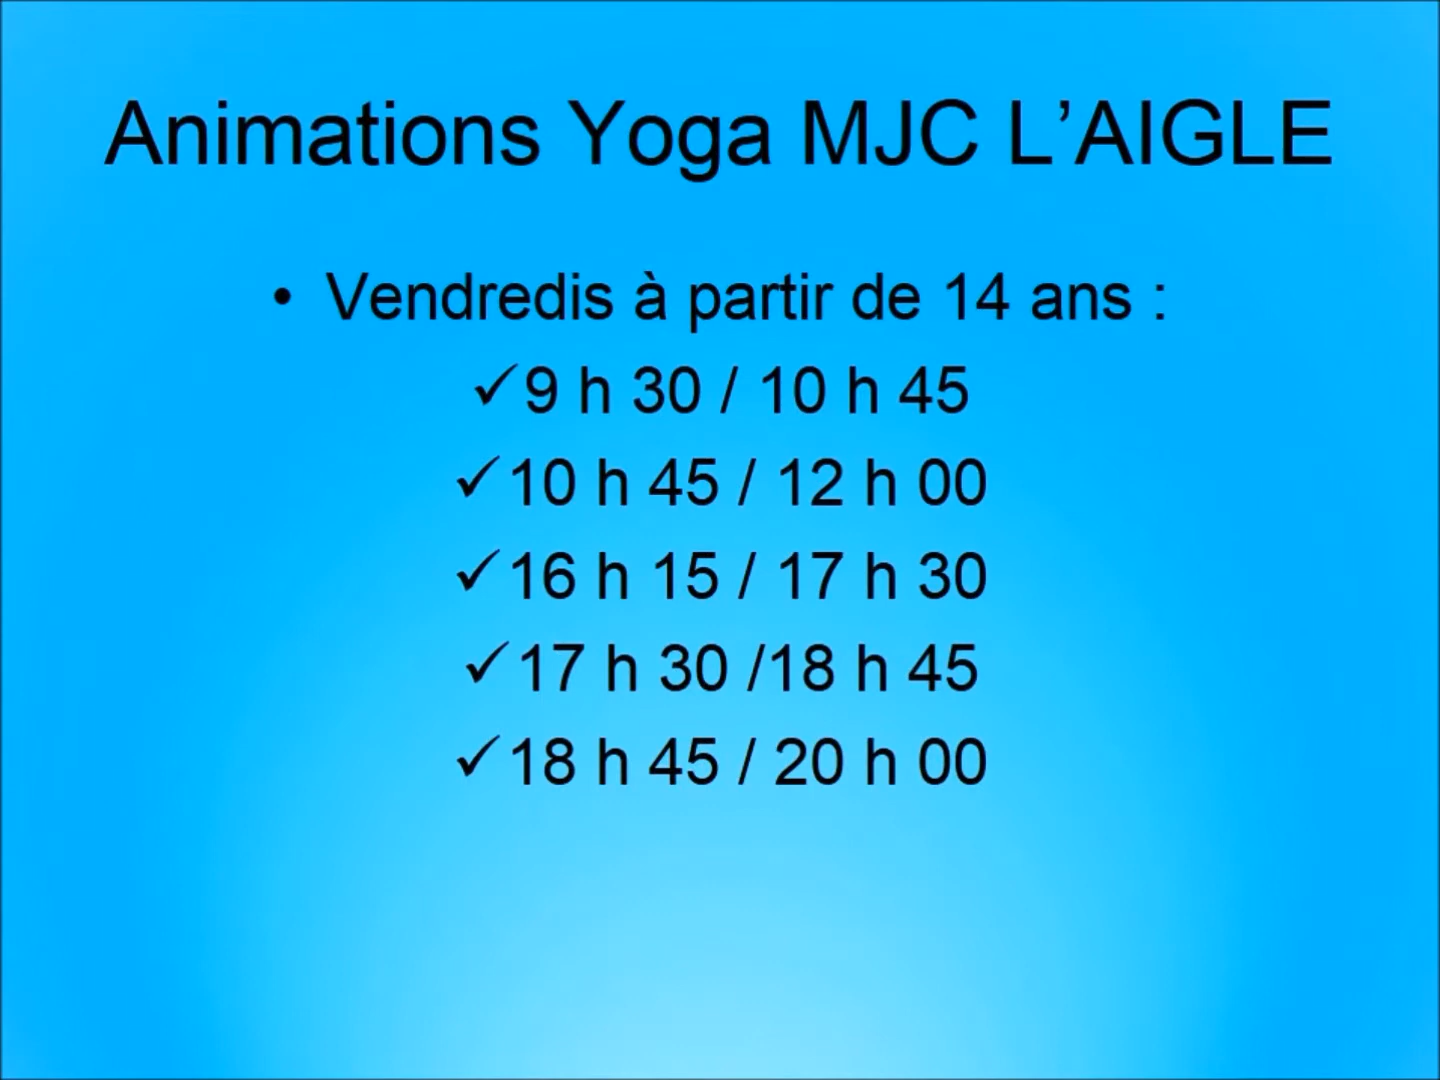 Animations Yoga MJC L’AIGLE
• Vendredis à partir de 14 ans :
✓9 h 30 / 10 h 45
✓10 h 45 / 12 h 00
✓16 h 15 / 17 h 30
✓17 h 30 /18 h 45
✓18 h 45 / 20 h 00